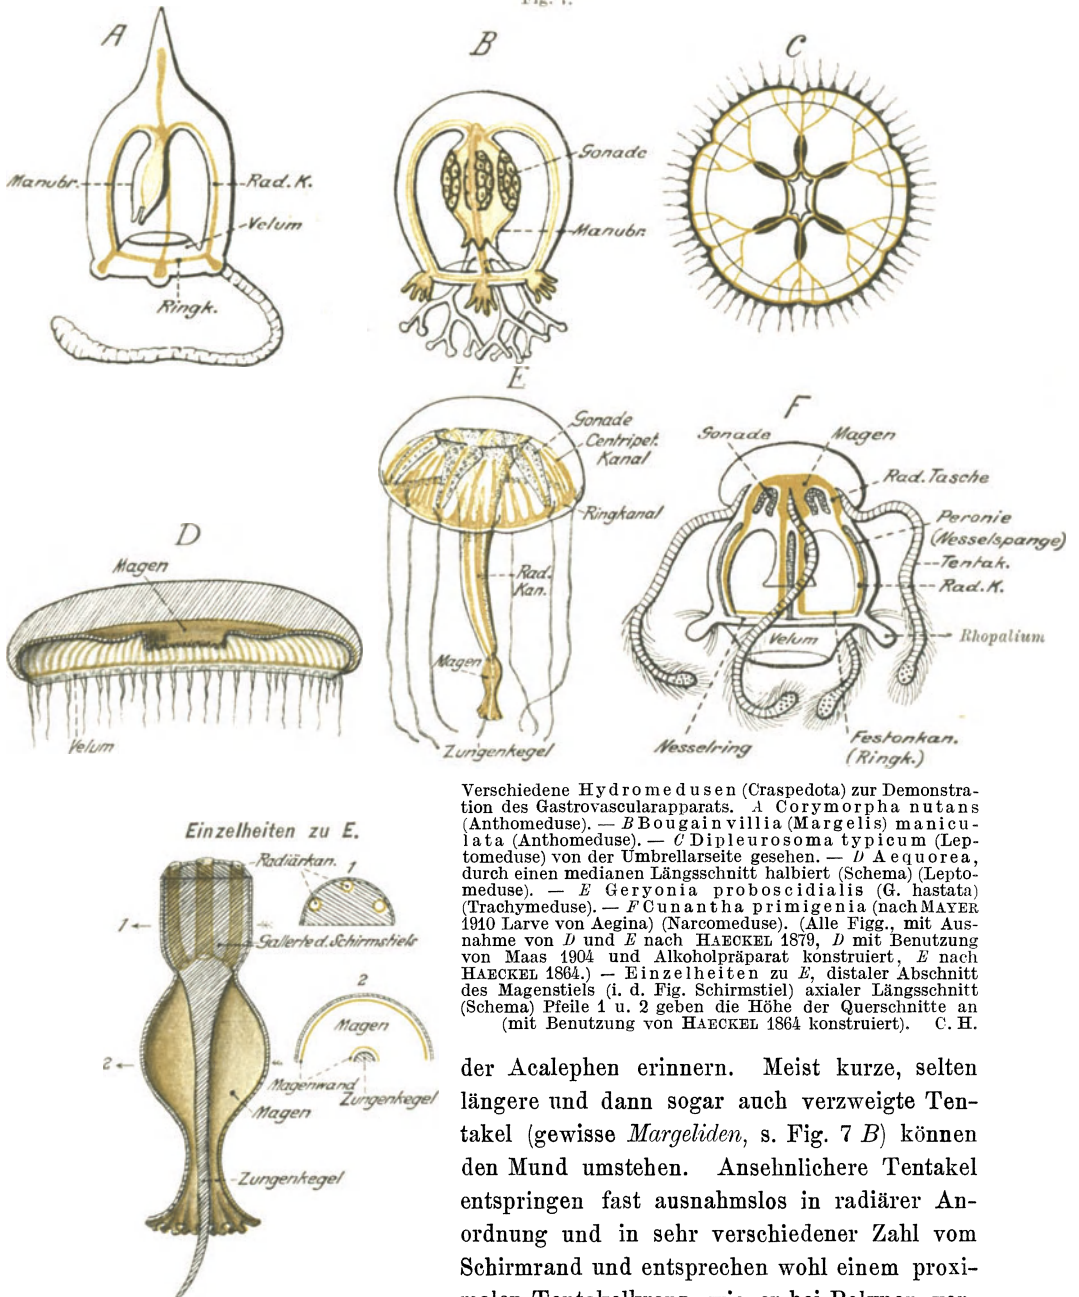 Fig. 7.
A
B
C
Manubr.
Rad. K.
Velum
Ringk.
Gonade
Manubr.
D
Magen
Velum
E
Gonade
Centripet.
Kanal
Ringkanal
Rad.
Kan.
Magen
Zungenkegel
F
Gonade
Magen
Rad. Tasche
Peronie
(Nesselspange)
Tentak.
Rad. K.
Rhopalium
Velum
Nesselring
Festonkan.
(Ringk.)
Einzelheiten zu E.
Radiärkan.
1
1
Gallerte d. Schirmstiels
2
Magen
2
Magenwand
Zungenkegel
Magen
Zungenkegel
Verschiedene Hydromedusen (Craspedota) zur Demonstra-
tion des Gastrovascularapparats. A Corymorpha nutans
(Anthomeduse). — B Bougainvillia (Margelis) manicu-
lata (Anthomeduse). — C Dipleurosoma typicum (Lep-
tomeduse) von der Umbrellarseite gesehen. — D Aequorea,
durch einen medianen Längsschnitt halbiert (Schema) (Lepto-
meduse). — E Geryonia proboscidialis (G. hastata)
(Trachymeduse). — F Cunantha primigenia (nach MAYER
1910 Larve von Aegina) (Narcomeduse). (Alle Figg., mit Aus-
nahme von D und E nach HAECKEL 1879, D mit Benutzung
von Maas 1904 und Alkoholpräparat konstruiert, E nach
HAECKEL 1864.) — Einzelheiten zu E, distaler Abschnitt
des Magenstiels (i. d. Fig. Schirmstiel) axialer Längsschnitt
(Schema) Pfeile 1 u. 2 geben die Höhe der Querschnitte an
(mit Benutzung von HAECKEL 1864 konstruiert). C. H.
der Acalephen erinnern. Meist kurze, selten
längere und dann sogar auch verzweigte Ten-
takel (gewisse Margeliden, s. Fig. 7 B) können
den Mund umstehen. Ansehnlichere Tentakel
entspringen fast ausnahmslos in radiärer An-
ordnung und in sehr verschiedener Zahl vom
Schirmrand und entsprechen wohl einem proxi-